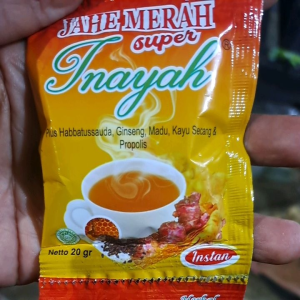 JAHE MERAH
super
Inayah
Plus Habbatussauda, Ginseng, Madu, Kayu Secang &
Propolis
Netto 20 gr
Instan